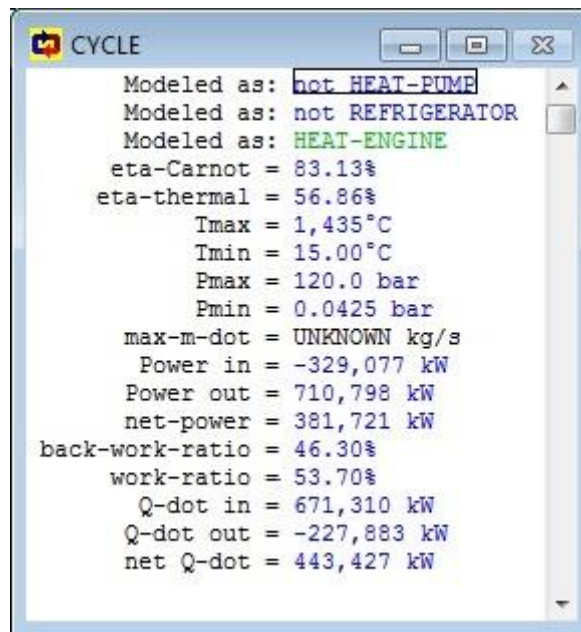 CYCLE
Modeled as: not HEAT-PUMP
Modeled as: not REFRIGERATOR
Modeled as: HEAT-ENGINE
eta-Carnot = 83.13%
eta-thermal = 56.86%
Tmax = 1,435°C
Tmin = 15.00°C
Pmax = 120.0 bar
Pmin = 0.0425 bar
max-m-dot = UNKNOWN kg/s
Power in = -329,077 kW
Power out = 710,798 kW
net-power = 381,721 kW
back-work-ratio = 46.30%
work-ratio = 53.70%
Q-dot in = 671,310 kW
Q-dot out = -227,883 kW
net Q-dot = 443,427 kW